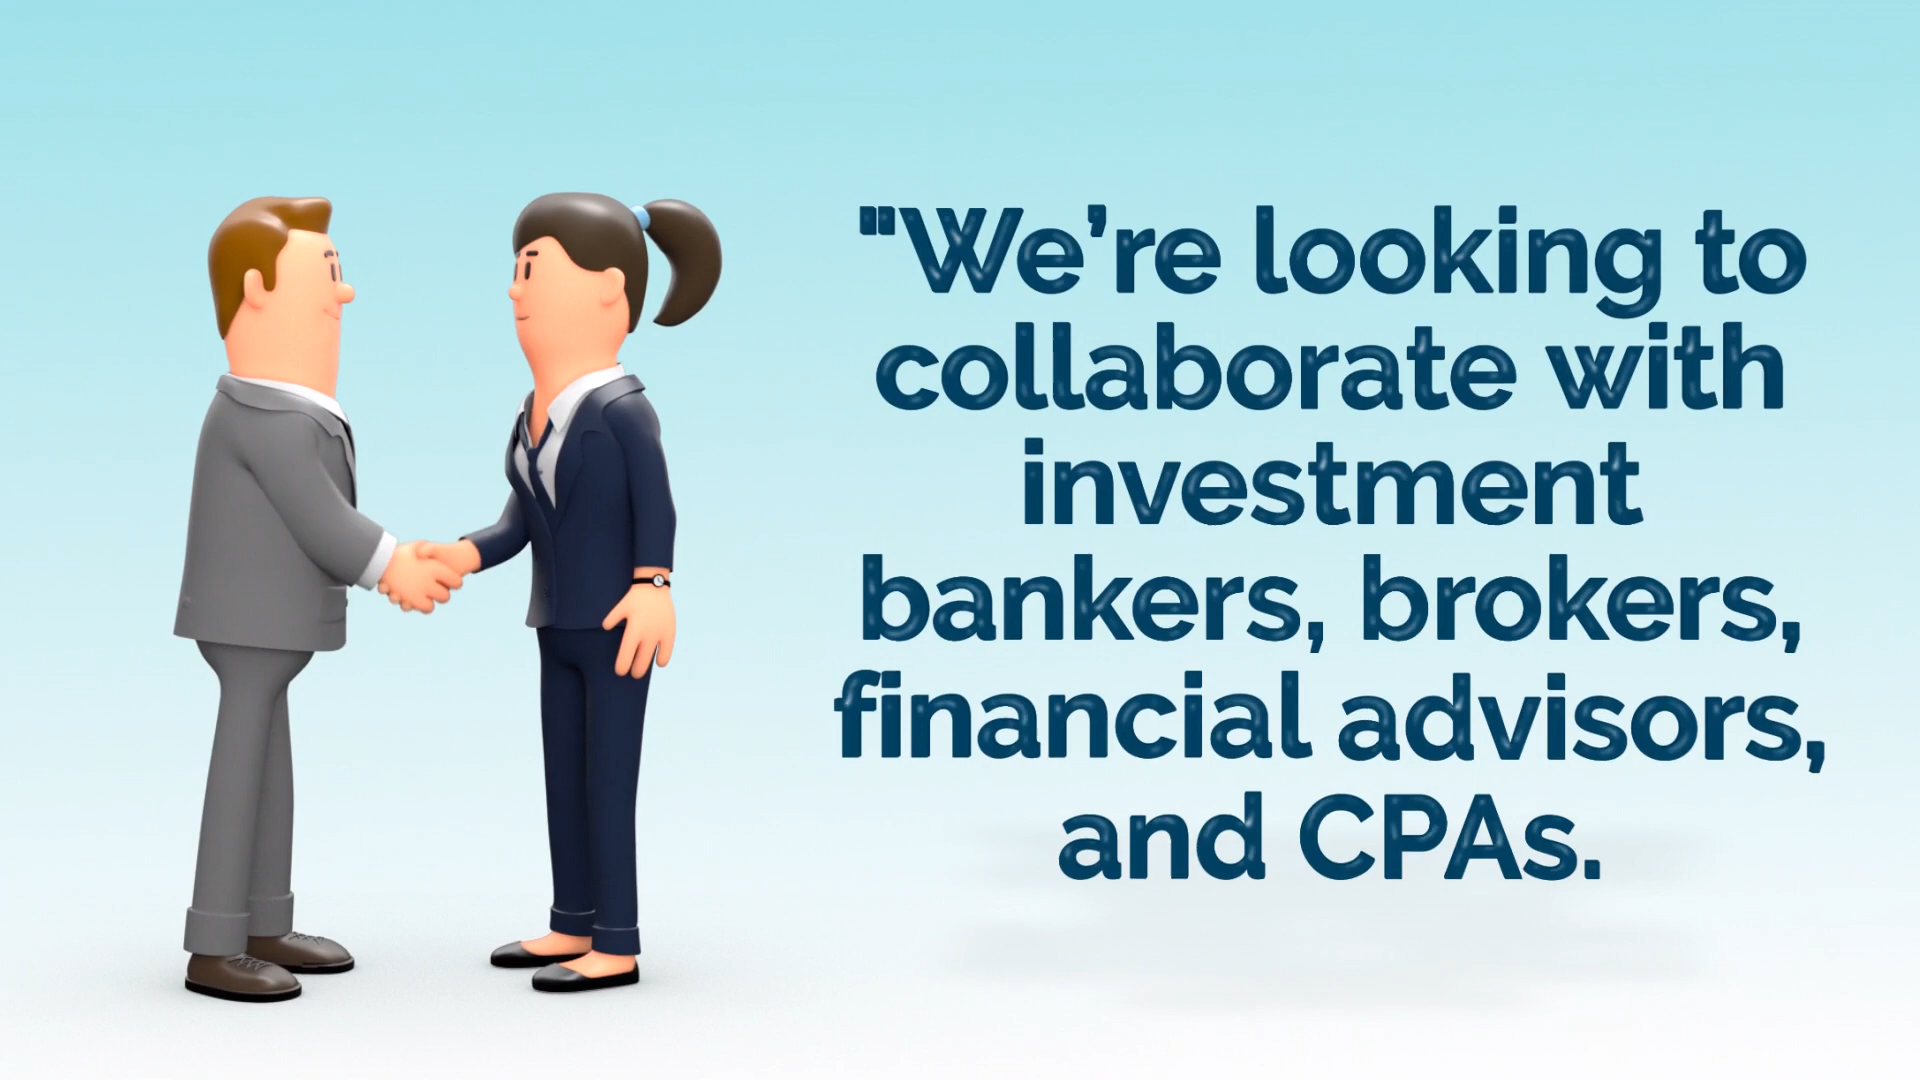 "We’re looking to
collaborate with
investment
bankers, brokers,
financial advisors,
and CPAs.